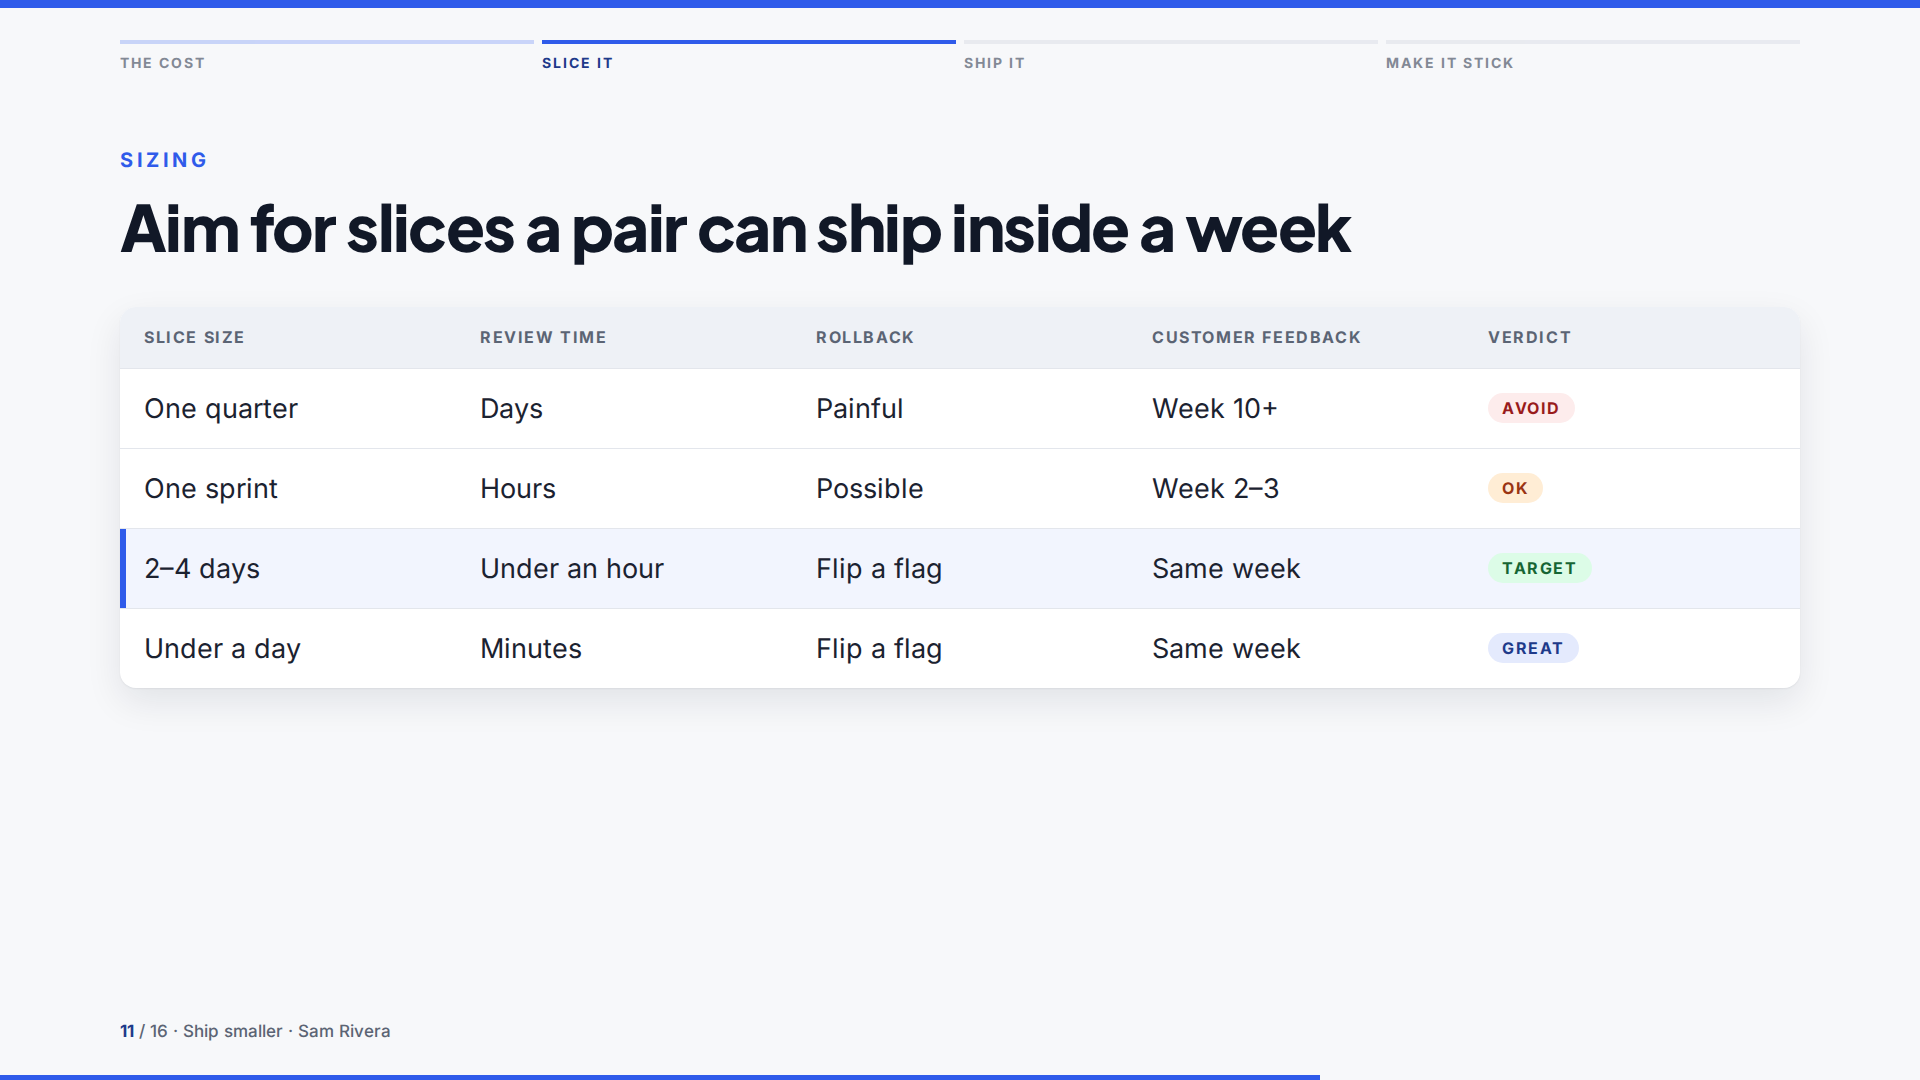 THE COST
SLICE IT
SHIP IT
MAKE IT STICK
SIZING
Aim for slices a pair can ship inside a week
SLICE SIZE REVIEW TIME ROLLBACK CUSTOMER FEEDBACK VERDICT
One quarter Days Painful Week 10+ AVOID
One sprint Hours Possible Week 2–3 OK
2–4 days Under an hour Flip a flag Same week TARGET
Under a day Minutes Flip a flag Same week GREAT
11 / 16 · Ship smaller · Sam Rivera